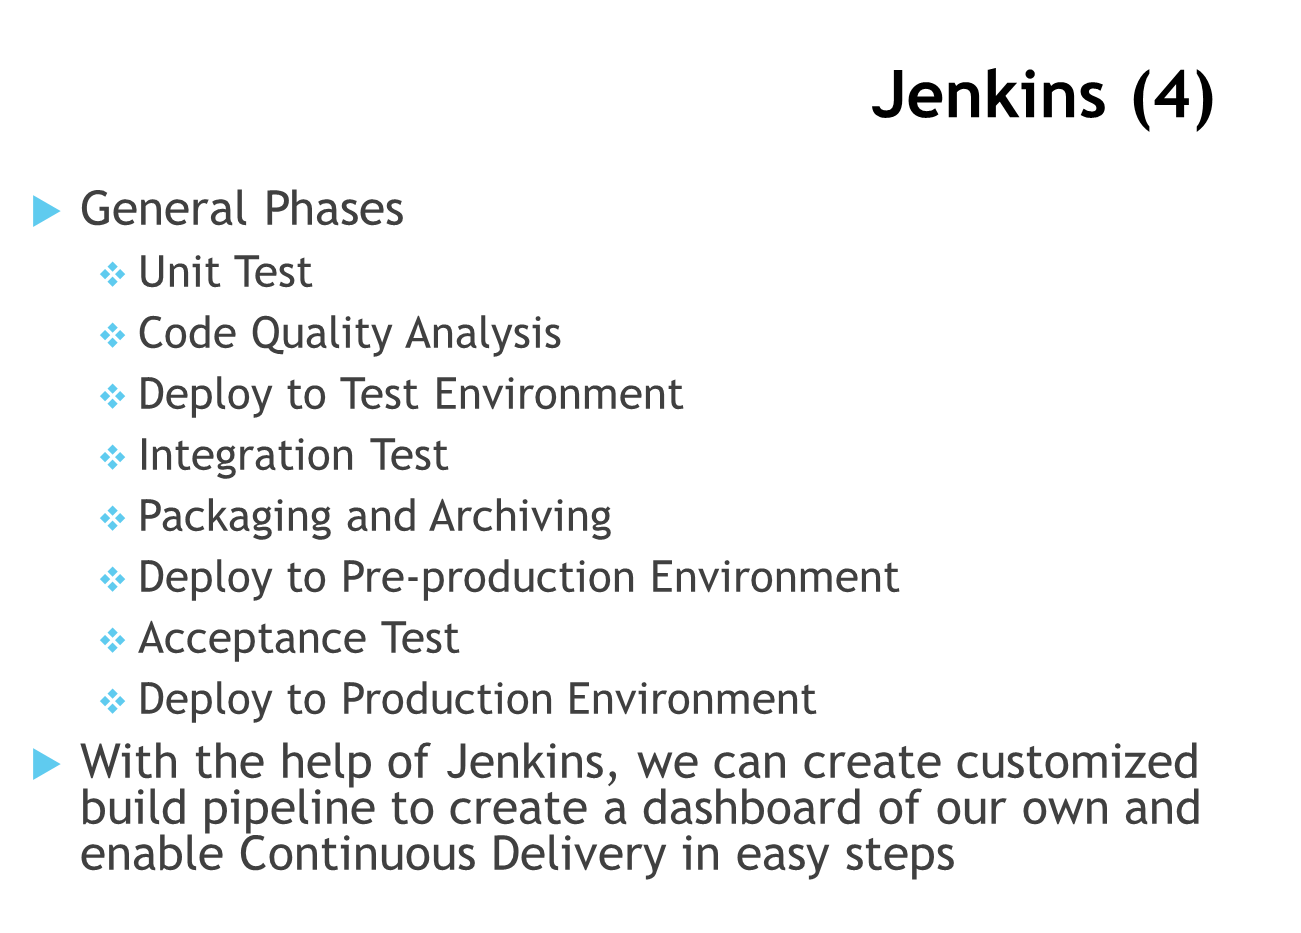 Jenkins (4)
General Phases
Unit Test
Code Quality Analysis
Deploy to Test Environment
Integration Test
Packaging and Archiving
Deploy to Pre-production Environment
Acceptance Test
Deploy to Production Environment
With the help of Jenkins, we can create customized
build pipeline to create a dashboard of our own and
enable Continuous Delivery in easy steps